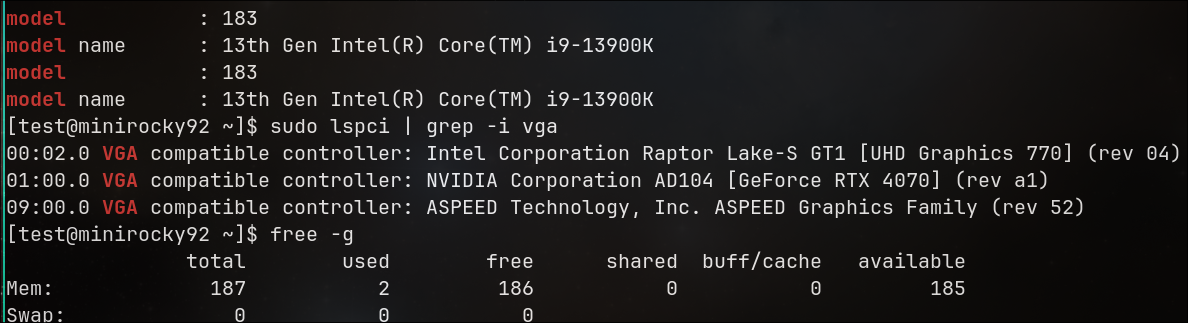 model           : 183
model name      : 13th Gen Intel(R) Core(TM) i9-13900K
model           : 183
model name      : 13th Gen Intel(R) Core(TM) i9-13900K
[test@minirocky92 ~]$ sudo lspci | grep -i vga
00:02.0 VGA compatible controller: Intel Corporation Raptor Lake-S GT1 [UHD Graphics 770] (rev 04)
01:00.0 VGA compatible controller: NVIDIA Corporation AD104 [GeForce RTX 4070] (rev a1)
09:00.0 VGA compatible controller: ASPEED Technology, Inc. ASPEED Graphics Family (rev 52)
[test@minirocky92 ~]$ free -g
               total        used        free      shared  buff/cache   available
Mem:             187           2         186           0           0         185
Swap:              0           0           0